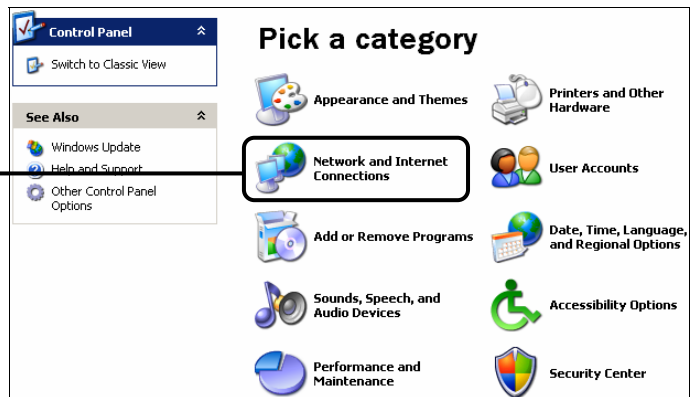 Control Panel
Switch to Classic View
See Also
Windows Update
Help and Support
Other Control Panel
Options
Pick a category
Appearance and Themes
Printers and Other
Hardware
Network and Internet
Connections
User Accounts
Add or Remove Programs
Date, Time, Language,
and Regional Options
Sounds, Speech, and
Audio Devices
Accessibility Options
Performance and
Maintenance
Security Center